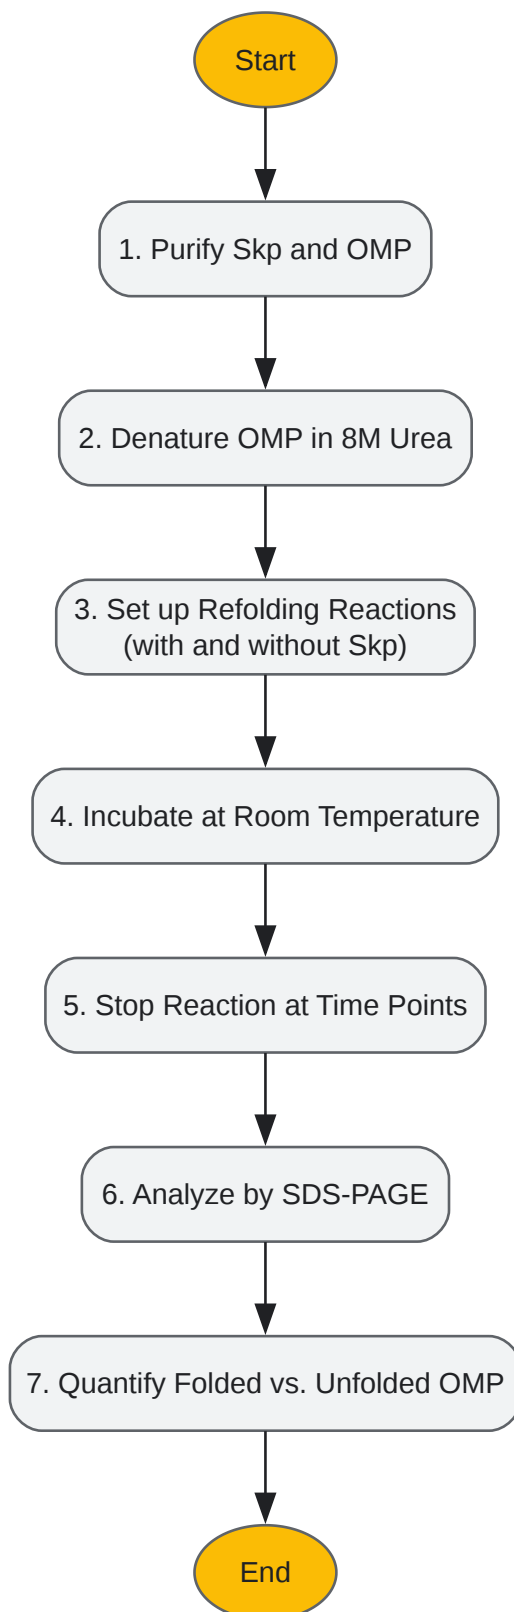 Start
1. Purify Skp and OMP
2. Denature OMP in 8M Urea
3. Set up Refolding Reactions
(with and without Skp)
4. Incubate at Room Temperature
5. Stop Reaction at Time Points
6. Analyze by SDS-PAGE
7. Quantify Folded vs. Unfolded OMP
End